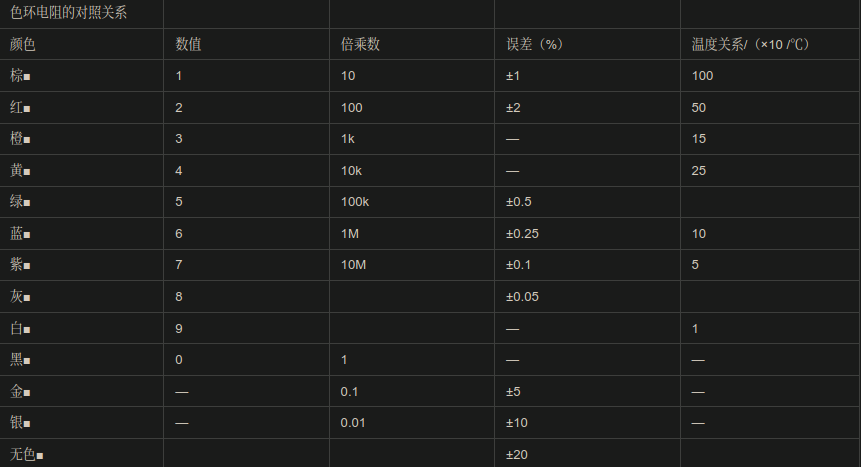 色环电阻的对照关系
颜色 数值 倍乘数 误差（%） 温度关系/（×10 /℃）
棕■ 1 10 ±1 100
红■ 2 100 ±2 50
橙■ 3 1k — 15
黄■ 4 10k — 25
绿■ 5 100k ±0.5
蓝■ 6 1M ±0.25 10
紫■ 7 10M ±0.1 5
灰■ 8 ±0.05
白■ 9 — 1
黑■ 0 1 — —
金■ — 0.1 ±5 —
银■ — 0.01 ±10 —
无色■ ±20